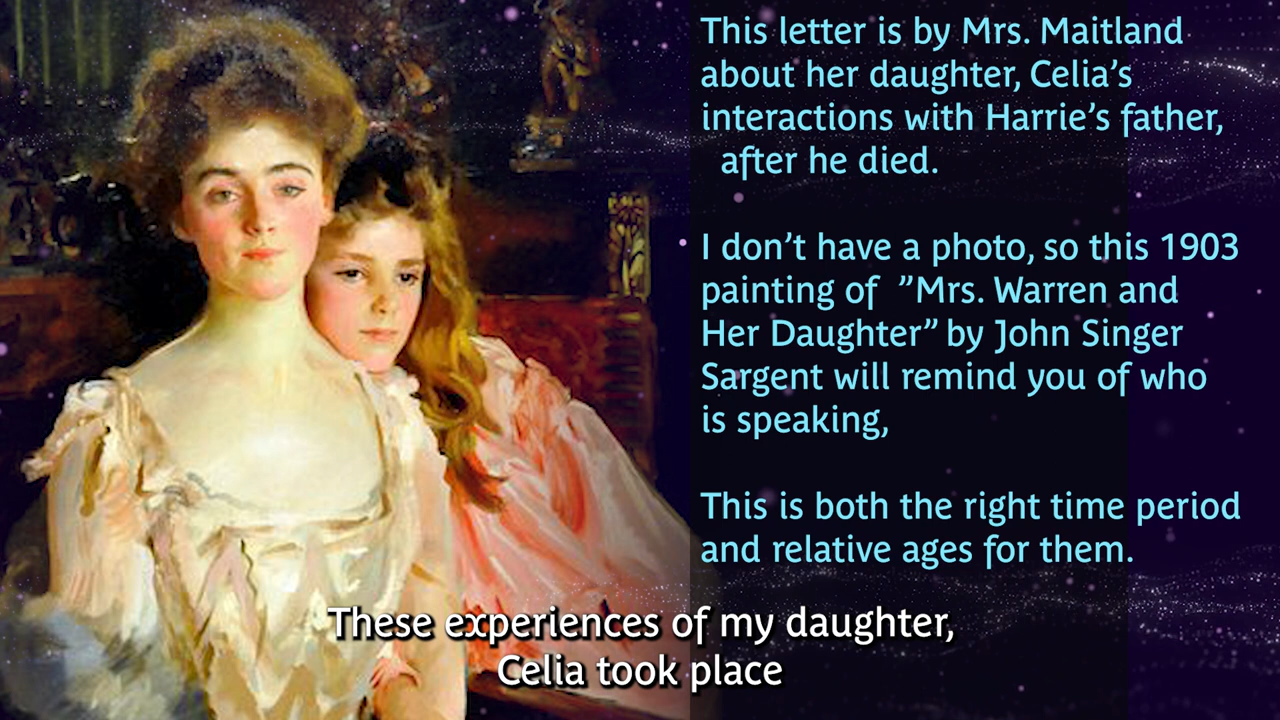 This letter is by Mrs. Maitland
about her daughter, Celia’s
interactions with Harrie’s father,
after he died.
I don’t have a photo, so this 1903
painting of ”Mrs. Warren and
Her Daughter” by John Singer
Sargent will remind you of who
is speaking,
This is both the right time period
and relative ages for them.
These experiences of my daughter,
Celia took place